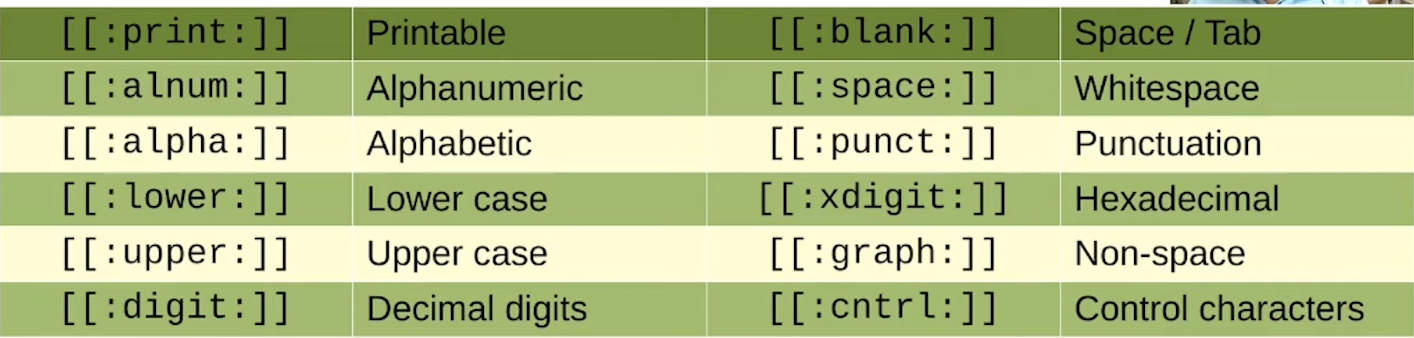 [[:print:]] Printable [[:blank:]] Space / Tab
[[:alnum:]] Alphanumeric [[:space:]] Whitespace
[[:alpha:]] Alphabetic [[:punct:]] Punctuation
[[:lower:]] Lower case [[:xdigit:]] Hexadecimal
[[:upper:]] Upper case [[:graph:]] Non-space
[[:digit:]] Decimal digits [[:cntrl:]] Control characters